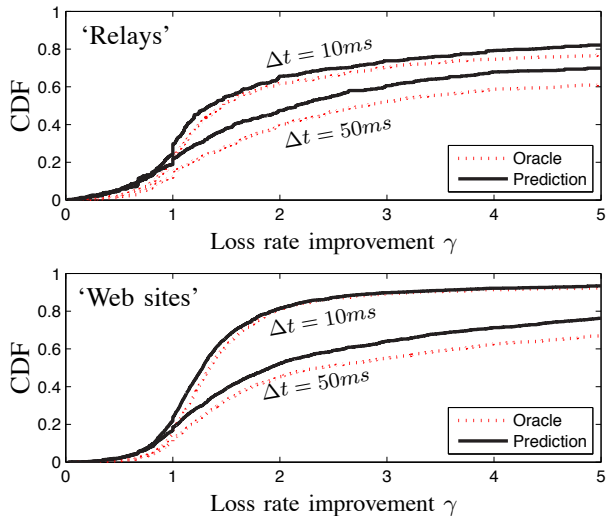 ‘Relays’
CDF
1
0.8
0.6
0.4
0.2
0
Δt = 10ms
Δt = 50ms
Oracle
Prediction
0 1 2 3 4 5
Loss rate improvement γ
‘Web sites’
CDF
1
0.8
0.6
0.4
0.2
0
Δt = 10ms
Δt = 50ms
Oracle
Prediction
0 1 2 3 4 5
Loss rate improvement γ